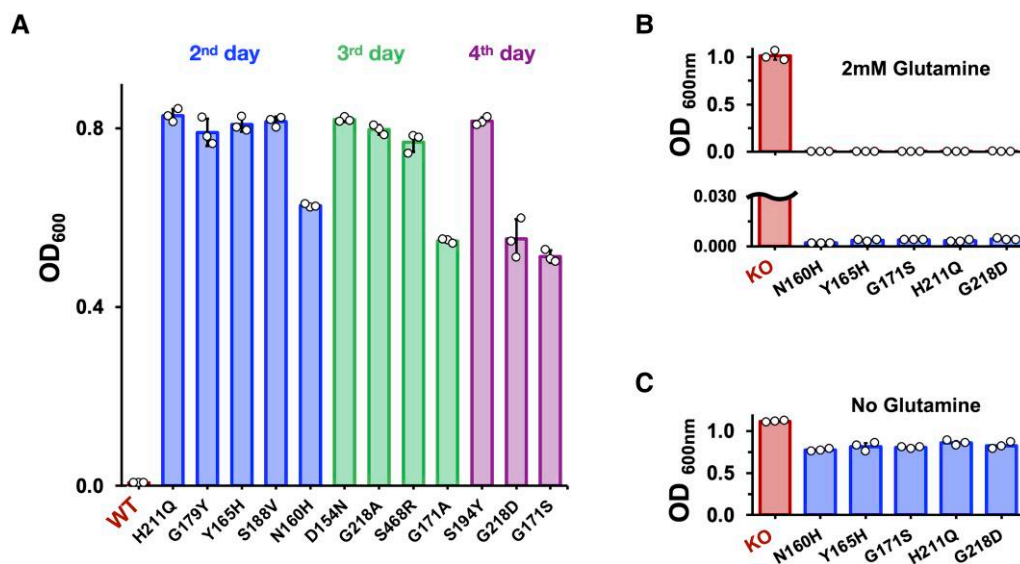 A
2nd day 3rd day 4th day
OD600
0.8
0.4
0.0
WT H211Q G179Y Y165H S188V N160H D154N G218A S468R G171A S194Y G218D G171S
B
2mM Glutamine
OD 600nm
1.0
0.5
0.0
0.030
0.000
KO N160H Y165H G171S H211Q G218D
C
No Glutamine
OD 600nm
1.0
0.5
0.0
KO N160H Y165H G171S H211Q G218D